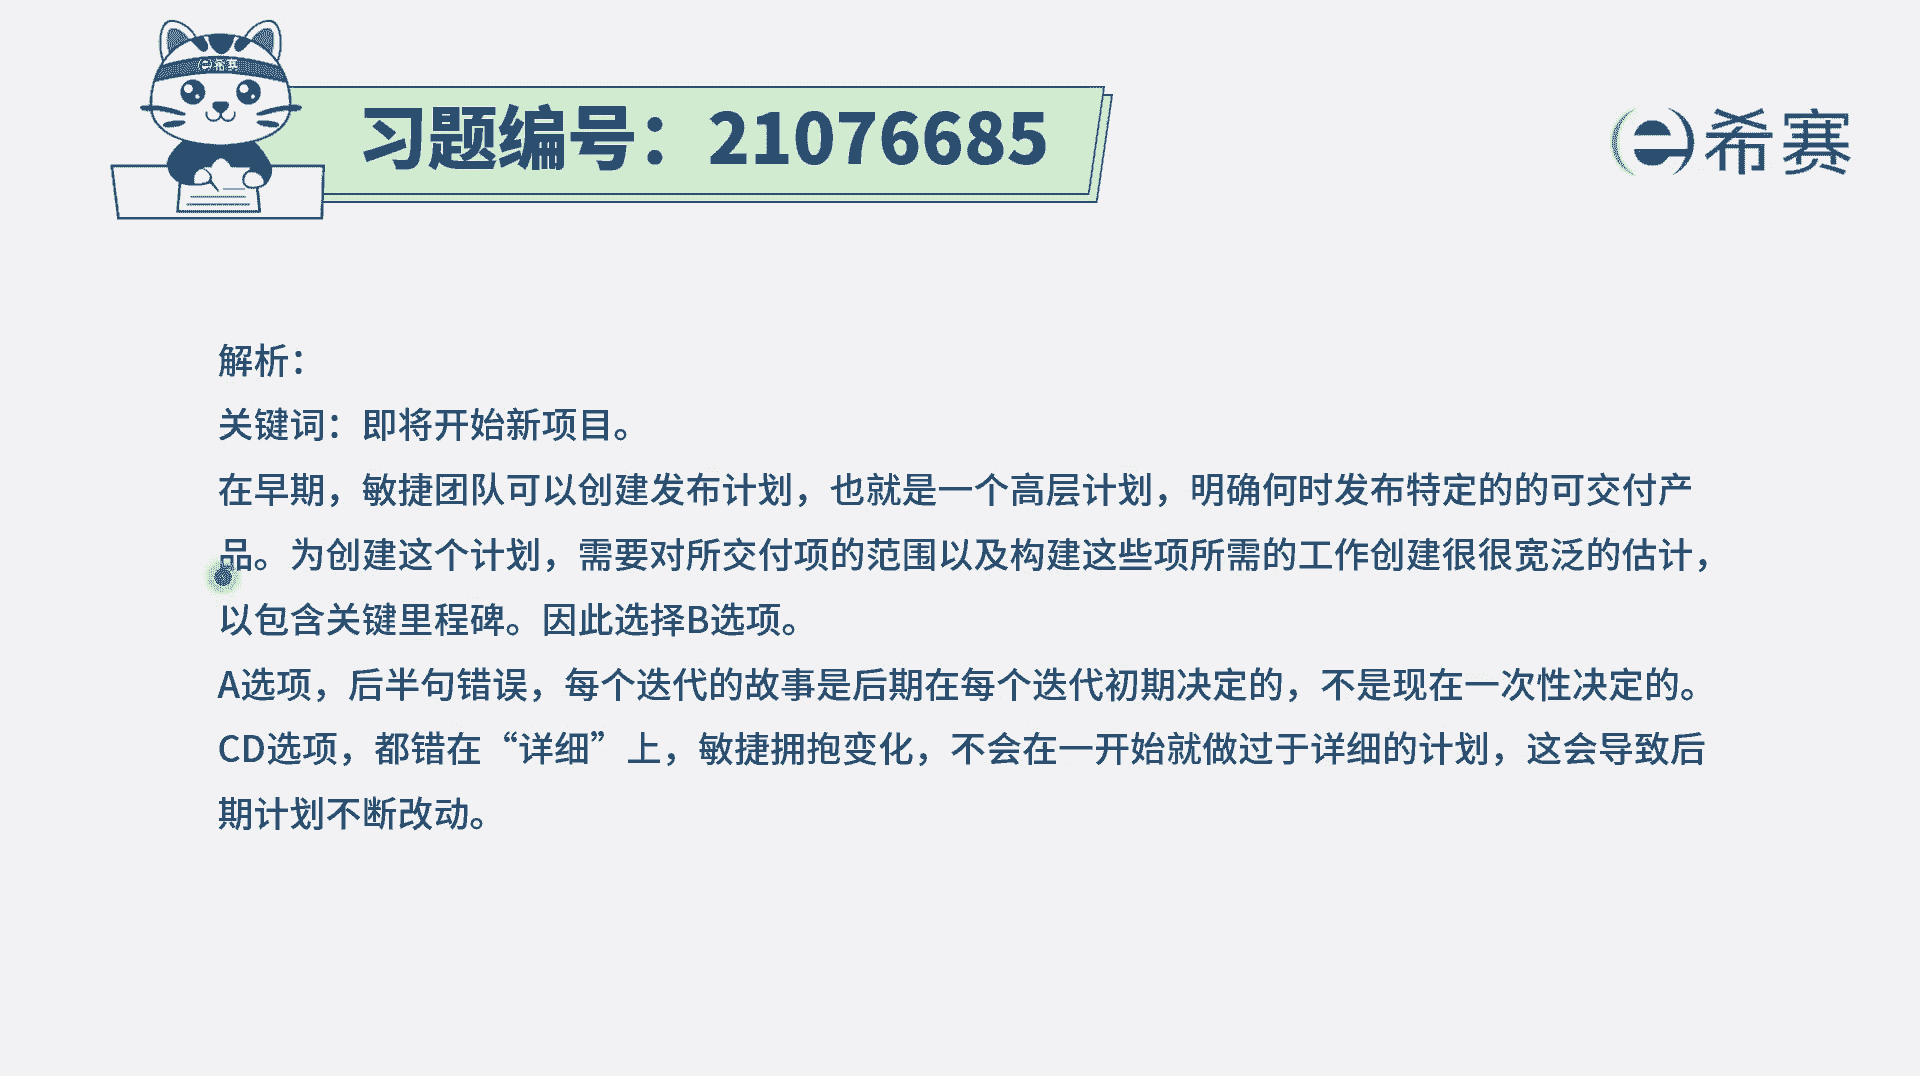 希赛
习题编号：21076685
希赛
解析：
关键词：即将开始新项目。
在早期，敏捷团队可以创建发布计划，也就是一个高层计划，明确何时发布特定的的可交付产
品。为创建这个计划，需要对所交付项的范围以及构建这些项所需的工作创建很很宽泛的估计，
以包含关键里程碑。因此选择B选项。
A选项，后半句错误，每个迭代的故事是后期在每个迭代初期决定的，不是现在一次性决定的。
CD选项，都错在“详细”上，敏捷拥抱变化，不会在一开始就做过于详细的计划，这会导致后
期计划不断改动。